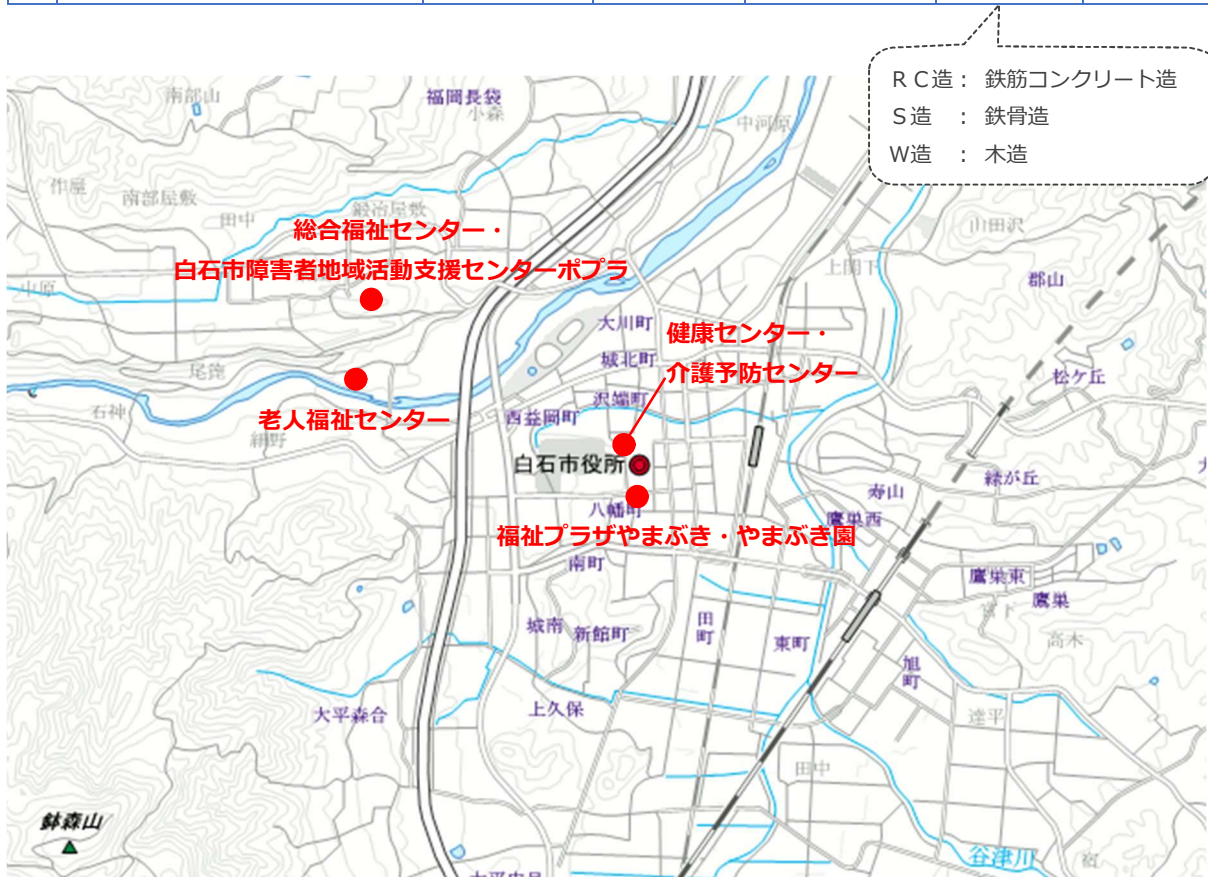 ＲＣ造： 鉄筋コンクリート造
Ｓ造 ： 鉄骨造
Ｗ造 ： 木造
南部山
福岡長袋
小森
中河原
作屋
南部屋敷
田中
鍛冶屋敷
山田沢
総合福祉センター・
白石市障害者地域活動支援センターポプラ
上関下
郡山
中原
大川町
健康センター・
城北町
介護予防センター
松ケ丘
沢端町
石神
老人福祉センター
西益岡町
細野
白石市役所
緑が丘
寿山
八幡町
鷹巣西
福祉プラザやまぶき・やまぶき園
南町
鷹巣東
宮下
鷹巣
高木
城南
新館町
田町
東町
旭町
大平森合
上久保
達平
田中
鉢森山
谷津川